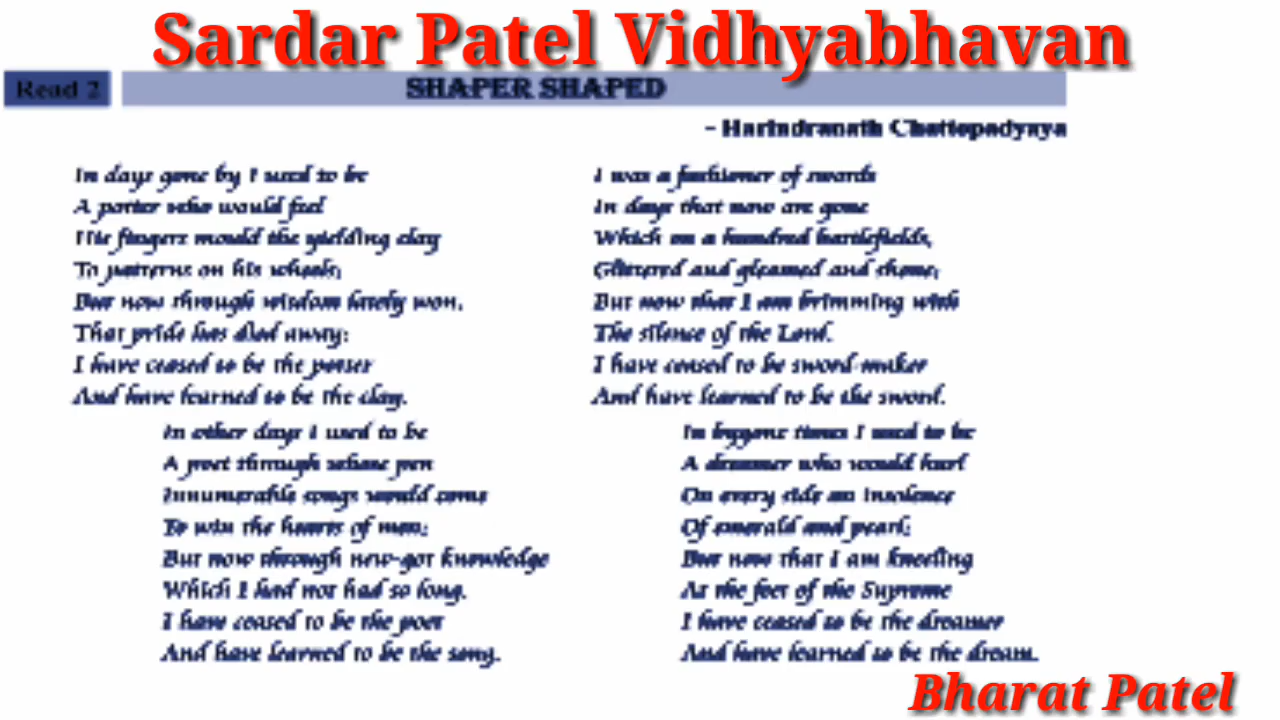 Sardar Patel Vidhyabhavan
Read 2
SHAPER SHAPED
- Harindranath Chattopadyaya
In days gone by I used to be
A potter who would feel
His fingers mould the yielding clay
To patterns on his wheels;
But now through wisdom lately won,
That pride has died away;
I have ceased to be the potter
And have learned to be the clay.
In other days I used to be
A poet through whose pen
Innumerable songs would come
To win the hearts of men;
But now through new-got knowledge
Which I had not had so long,
I have ceased to be the poet
And have learned to be the song.
I was a fashioner of swords
In days that now are gone
Which on a hundred battlefields,
Glittered and gleamed and shone;
But now that I am brimming with
The silence of the Lord.
I have ceased to be sword-maker
And have learned to be the sword.
In bygone times I used to be
A dreamer who would hurl
On every side an insolence
Of emerald and pearl;
But now that I am kneeling
At the feet of the Supreme
I have ceased to be the dreamer
And have learned to be the dream.
Bharat Patel